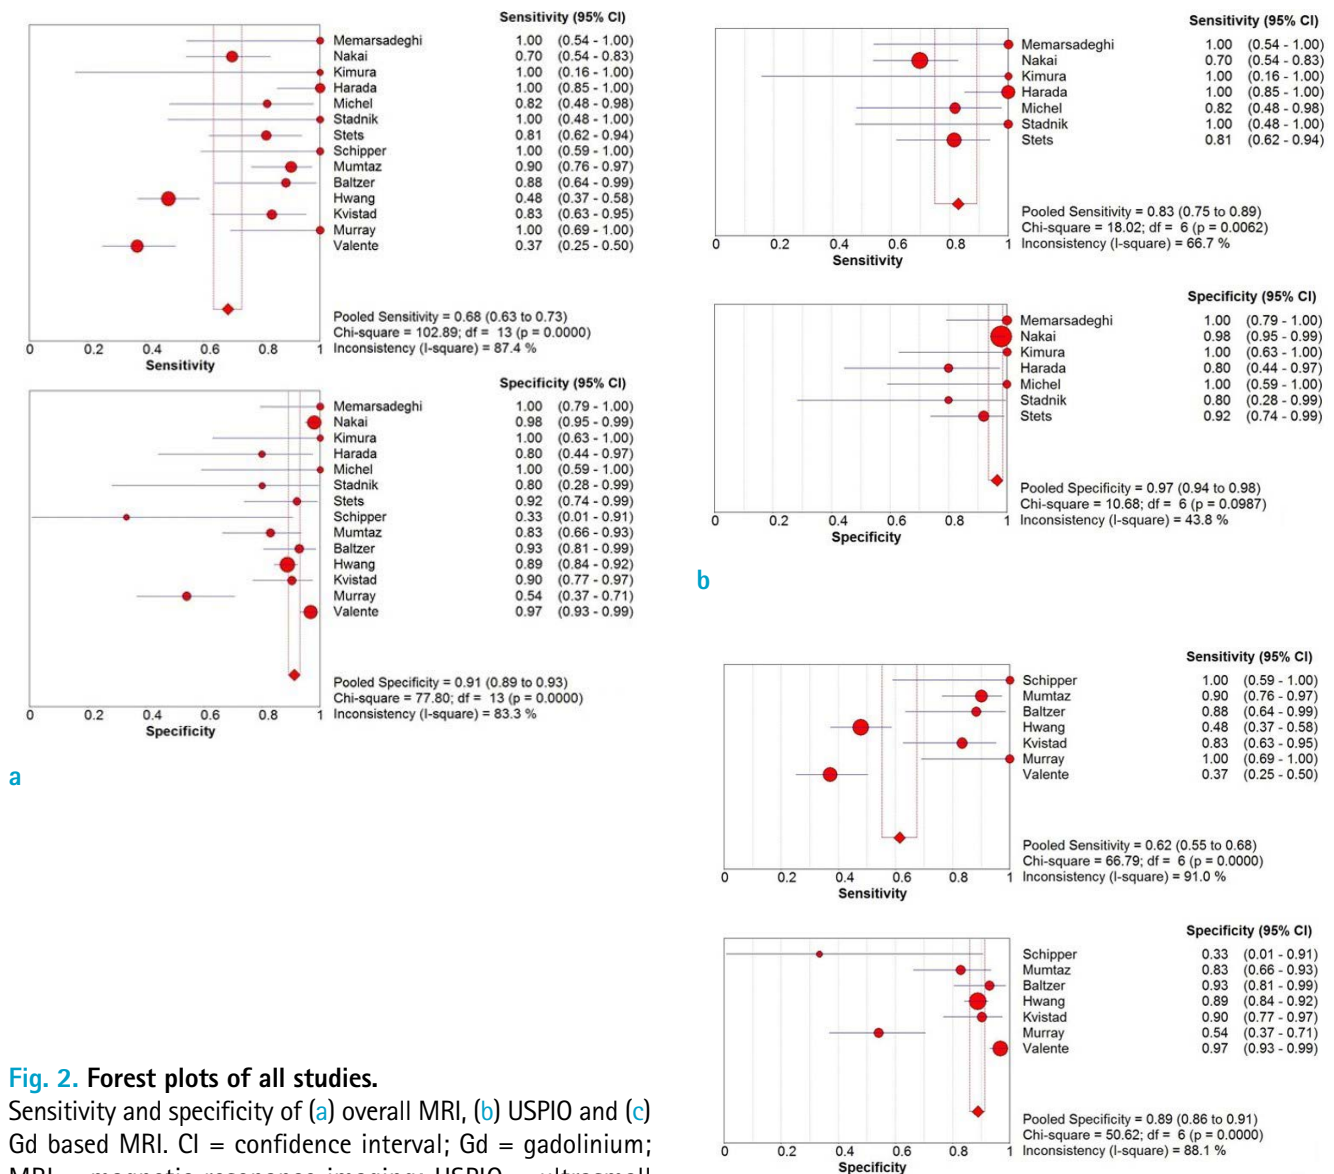 Sensitivity (95% CI)
Memarsadeghi 1.00 (0.54 - 1.00)
Nakai 0.70 (0.54 - 0.83)
Kimura 1.00 (0.16 - 1.00)
Harada 1.00 (0.85 - 1.00)
Michel 0.82 (0.48 - 0.98)
Stadnik 1.00 (0.48 - 1.00)
Stets 0.81 (0.62 - 0.94)
Schipper 1.00 (0.59 - 1.00)
Mumtaz 0.90 (0.76 - 0.97)
Baltzer 0.88 (0.64 - 0.99)
Hwang 0.48 (0.37 - 0.58)
Kvistad 0.83 (0.63 - 0.95)
Murray 1.00 (0.69 - 1.00)
Valente 0.37 (0.25 - 0.50)
Pooled Sensitivity = 0.68 (0.63 to 0.73)
Chi-square = 102.89; df = 13 (p = 0.0000)
Inconsistency (I-square) = 87.4 %
0 0.2 0.4 0.6 0.8 1
Sensitivity
Specificity (95% CI)
Memarsadeghi 1.00 (0.79 - 1.00)
Nakai 0.98 (0.95 - 0.99)
Kimura 1.00 (0.63 - 1.00)
Harada 0.80 (0.44 - 0.97)
Michel 1.00 (0.59 - 1.00)
Stadnik 0.80 (0.28 - 0.99)
Stets 0.92 (0.74 - 0.99)
Schipper 0.33 (0.01 - 0.91)
Mumtaz 0.83 (0.66 - 0.93)
Baltzer 0.93 (0.81 - 0.99)
Hwang 0.89 (0.84 - 0.92)
Kvistad 0.90 (0.77 - 0.97)
Murray 0.54 (0.37 - 0.71)
Valente 0.97 (0.93 - 0.99)
Pooled Specificity = 0.91 (0.89 to 0.93)
Chi-square = 77.80; df = 13 (p = 0.0000)
Inconsistency (I-square) = 83.3 %
0 0.2 0.4 0.6 0.8 1
Specificity
a
Sensitivity (95% CI)
Memarsadeghi 1.00 (0.54 - 1.00)
Nakai 0.70 (0.54 - 0.83)
Kimura 1.00 (0.16 - 1.00)
Harada 1.00 (0.85 - 1.00)
Michel 0.82 (0.48 - 0.98)
Stadnik 1.00 (0.48 - 1.00)
Stets 0.81 (0.62 - 0.94)
Pooled Sensitivity = 0.83 (0.75 to 0.89)
Chi-square = 18.02; df = 6 (p = 0.0062)
Inconsistency (I-square) = 66.7 %
0 0.2 0.4 0.6 0.8 1
Sensitivity
Specificity (95% CI)
Memarsadeghi 1.00 (0.79 - 1.00)
Nakai 0.98 (0.95 - 0.99)
Kimura 1.00 (0.63 - 1.00)
Harada 0.80 (0.44 - 0.97)
Michel 1.00 (0.59 - 1.00)
Stadnik 0.80 (0.28 - 0.99)
Stets 0.92 (0.74 - 0.99)
Pooled Specificity = 0.97 (0.94 to 0.98)
Chi-square = 10.68; df = 6 (p = 0.0987)
Inconsistency (I-square) = 43.8 %
0 0.2 0.4 0.6 0.8 1
Specificity
b
Sensitivity (95% CI)
Schipper 1.00 (0.59 - 1.00)
Mumtaz 0.90 (0.76 - 0.97)
Baltzer 0.88 (0.64 - 0.99)
Hwang 0.48 (0.37 - 0.58)
Kvistad 0.83 (0.63 - 0.95)
Murray 1.00 (0.69 - 1.00)
Valente 0.37 (0.25 - 0.50)
Pooled Sensitivity = 0.62 (0.55 to 0.68)
Chi-square = 66.79; df = 6 (p = 0.0000)
Inconsistency (I-square) = 91.0 %
0 0.2 0.4 0.6 0.8 1
Sensitivity
Specificity (95% CI)
Schipper 0.33 (0.01 - 0.91)
Mumtaz 0.83 (0.66 - 0.93)
Baltzer 0.93 (0.81 - 0.99)
Hwang 0.89 (0.84 - 0.92)
Kvistad 0.90 (0.77 - 0.97)
Murray 0.54 (0.37 - 0.71)
Valente 0.97 (0.93 - 0.99)
Pooled Specificity = 0.89 (0.86 to 0.91)
Chi-square = 50.62; df = 6 (p = 0.0000)
Inconsistency (I-square) = 88.1 %
0 0.2 0.4 0.6 0.8 1
Specificity
Fig. 2. Forest plots of all studies.
Sensitivity and specificity of (a) overall MRI, (b) USPIO and (c)
Gd based MRI. CI = confidence interval; Gd = gadolinium;
MRI = magnetic resonance imaging; USPIO = ultrasmall